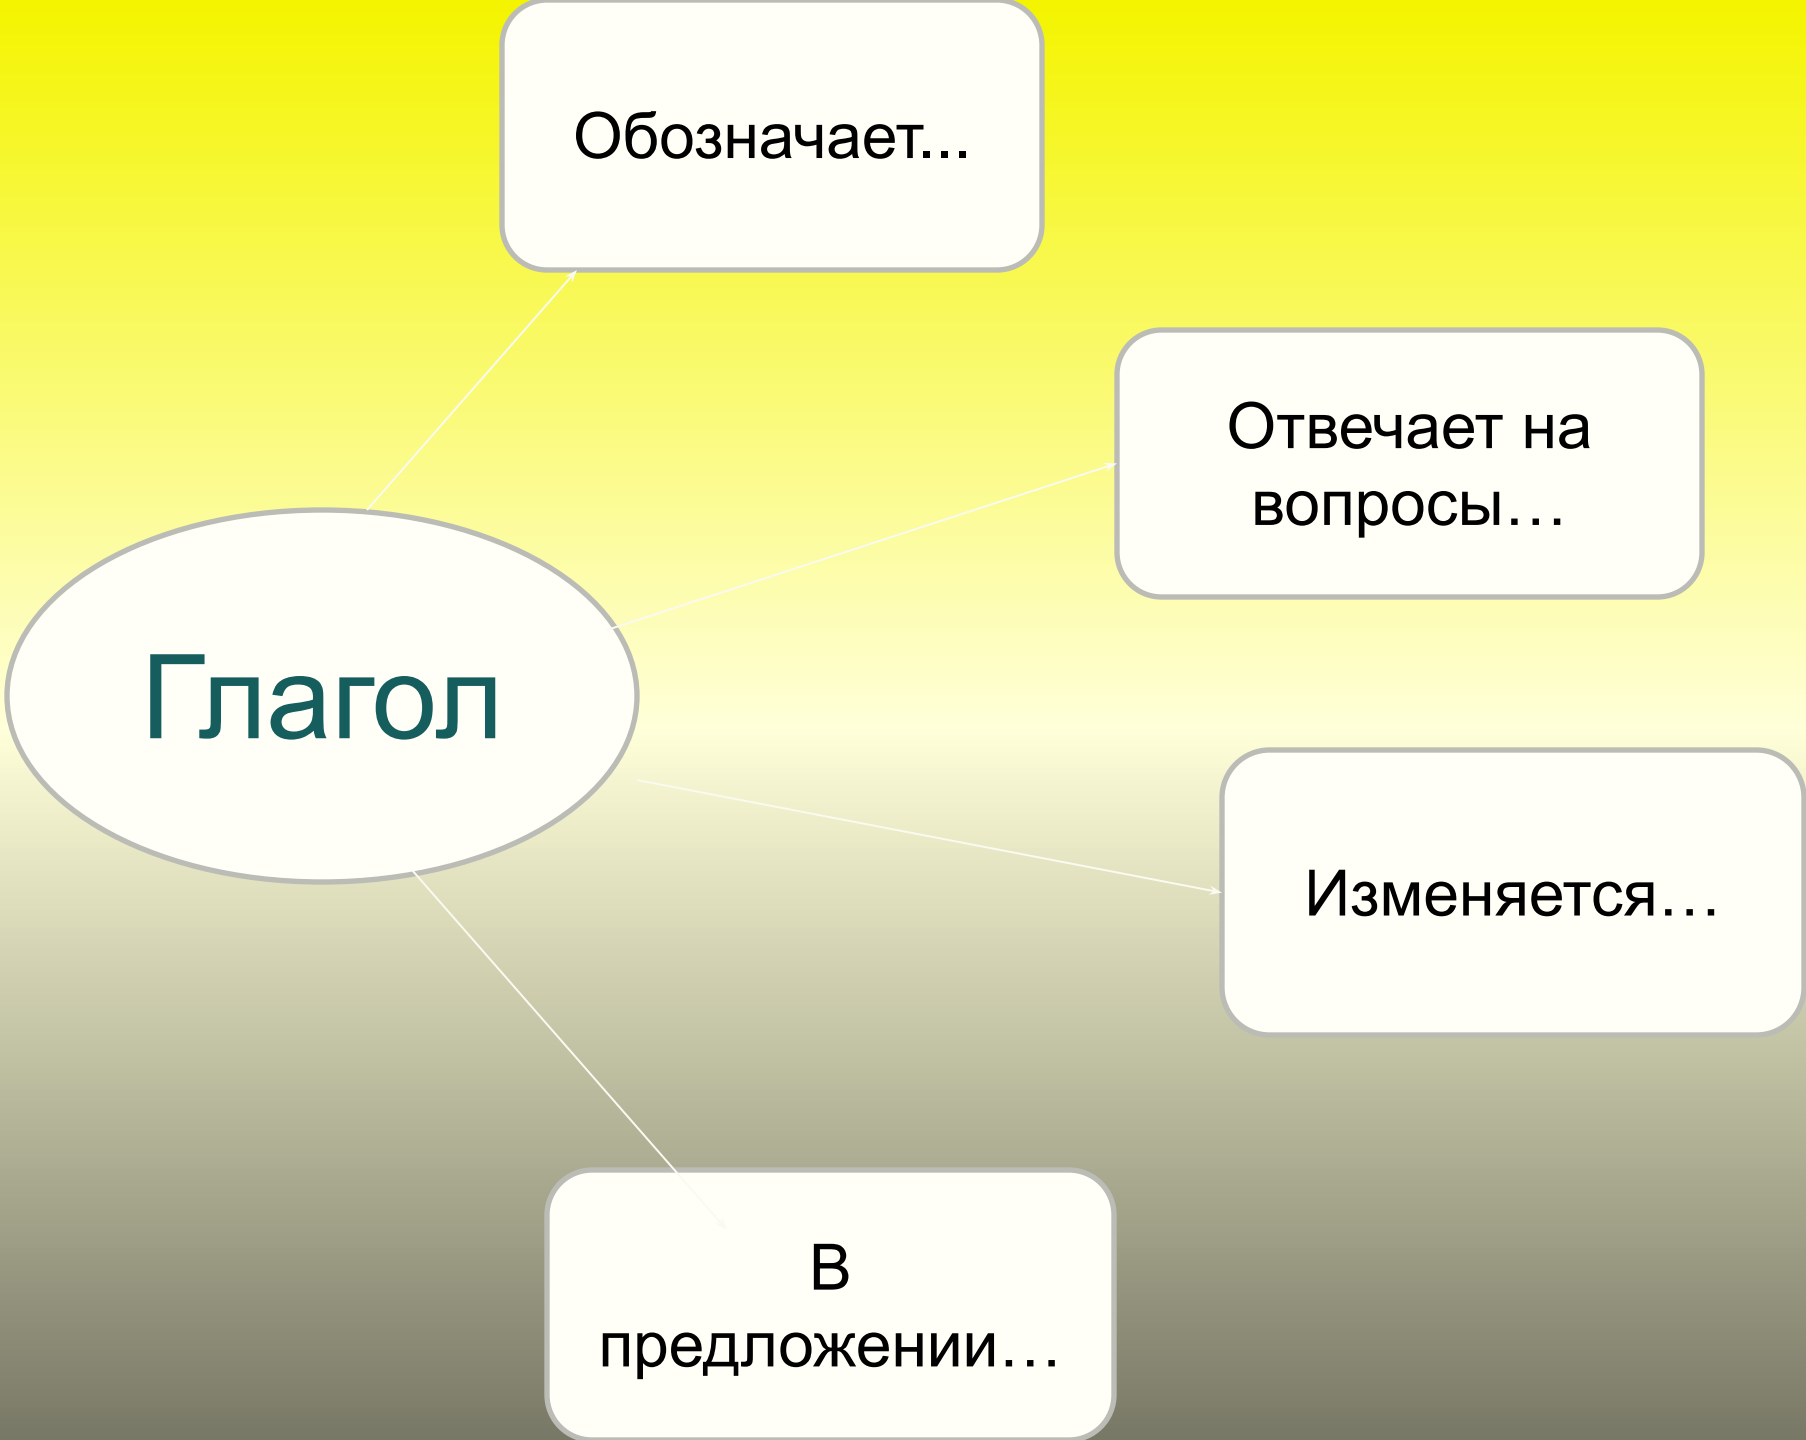 Обозначает...
Отвечает на
вопросы…
Глагол
Изменяется…
В
предложении…